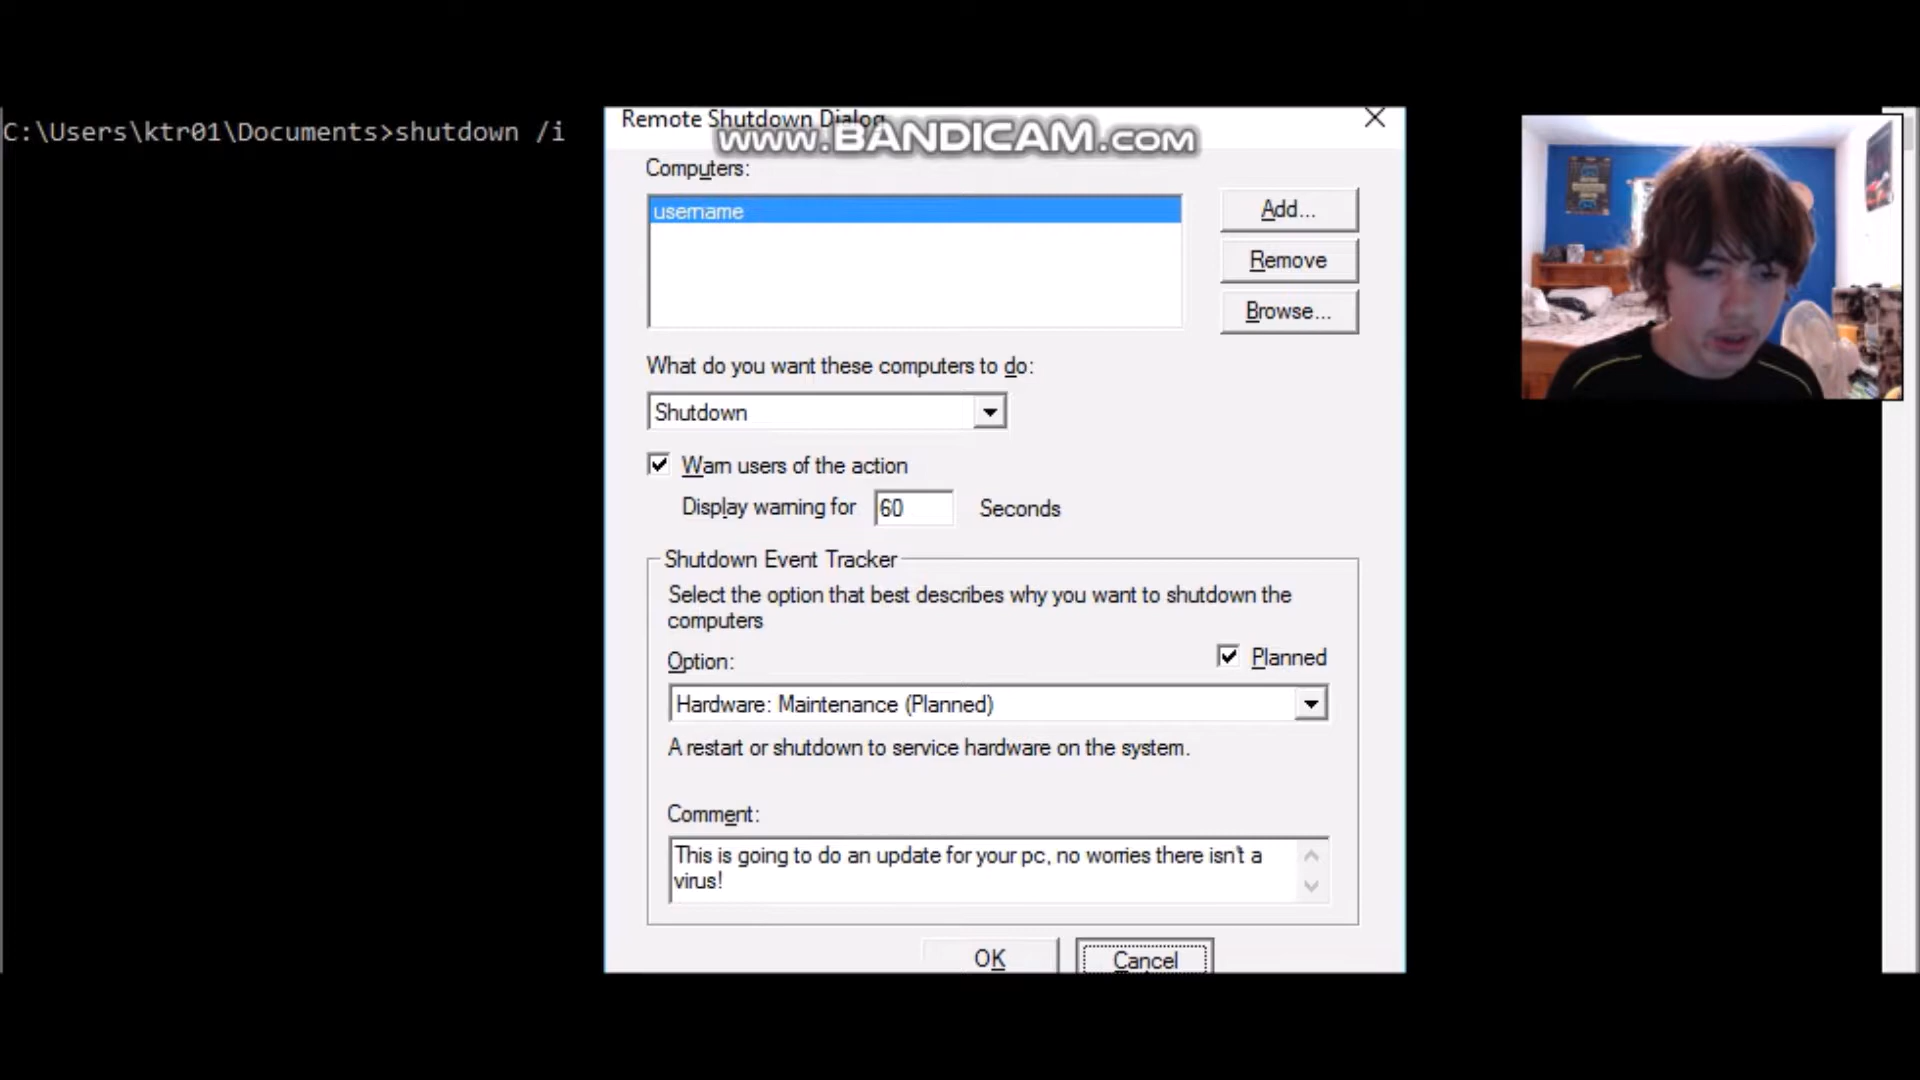 C:\Users\ktr01\Documents>shutdown /i
Remote Shutdown Dialog
www.BANDICAM.com
Computers:
username
Add...
Remove
Browse...
What do you want these computers to do:
Shutdown
Warn users of the action
Display warning for 60 Seconds
Shutdown Event Tracker
Select the option that best describes why you want to shutdown the
computers
Option:
Planned
Hardware: Maintenance (Planned)
A restart or shutdown to service hardware on the system.
Comment:
This is going to do an update for your pc, no worries there isn't a
virus!
OK
Cancel